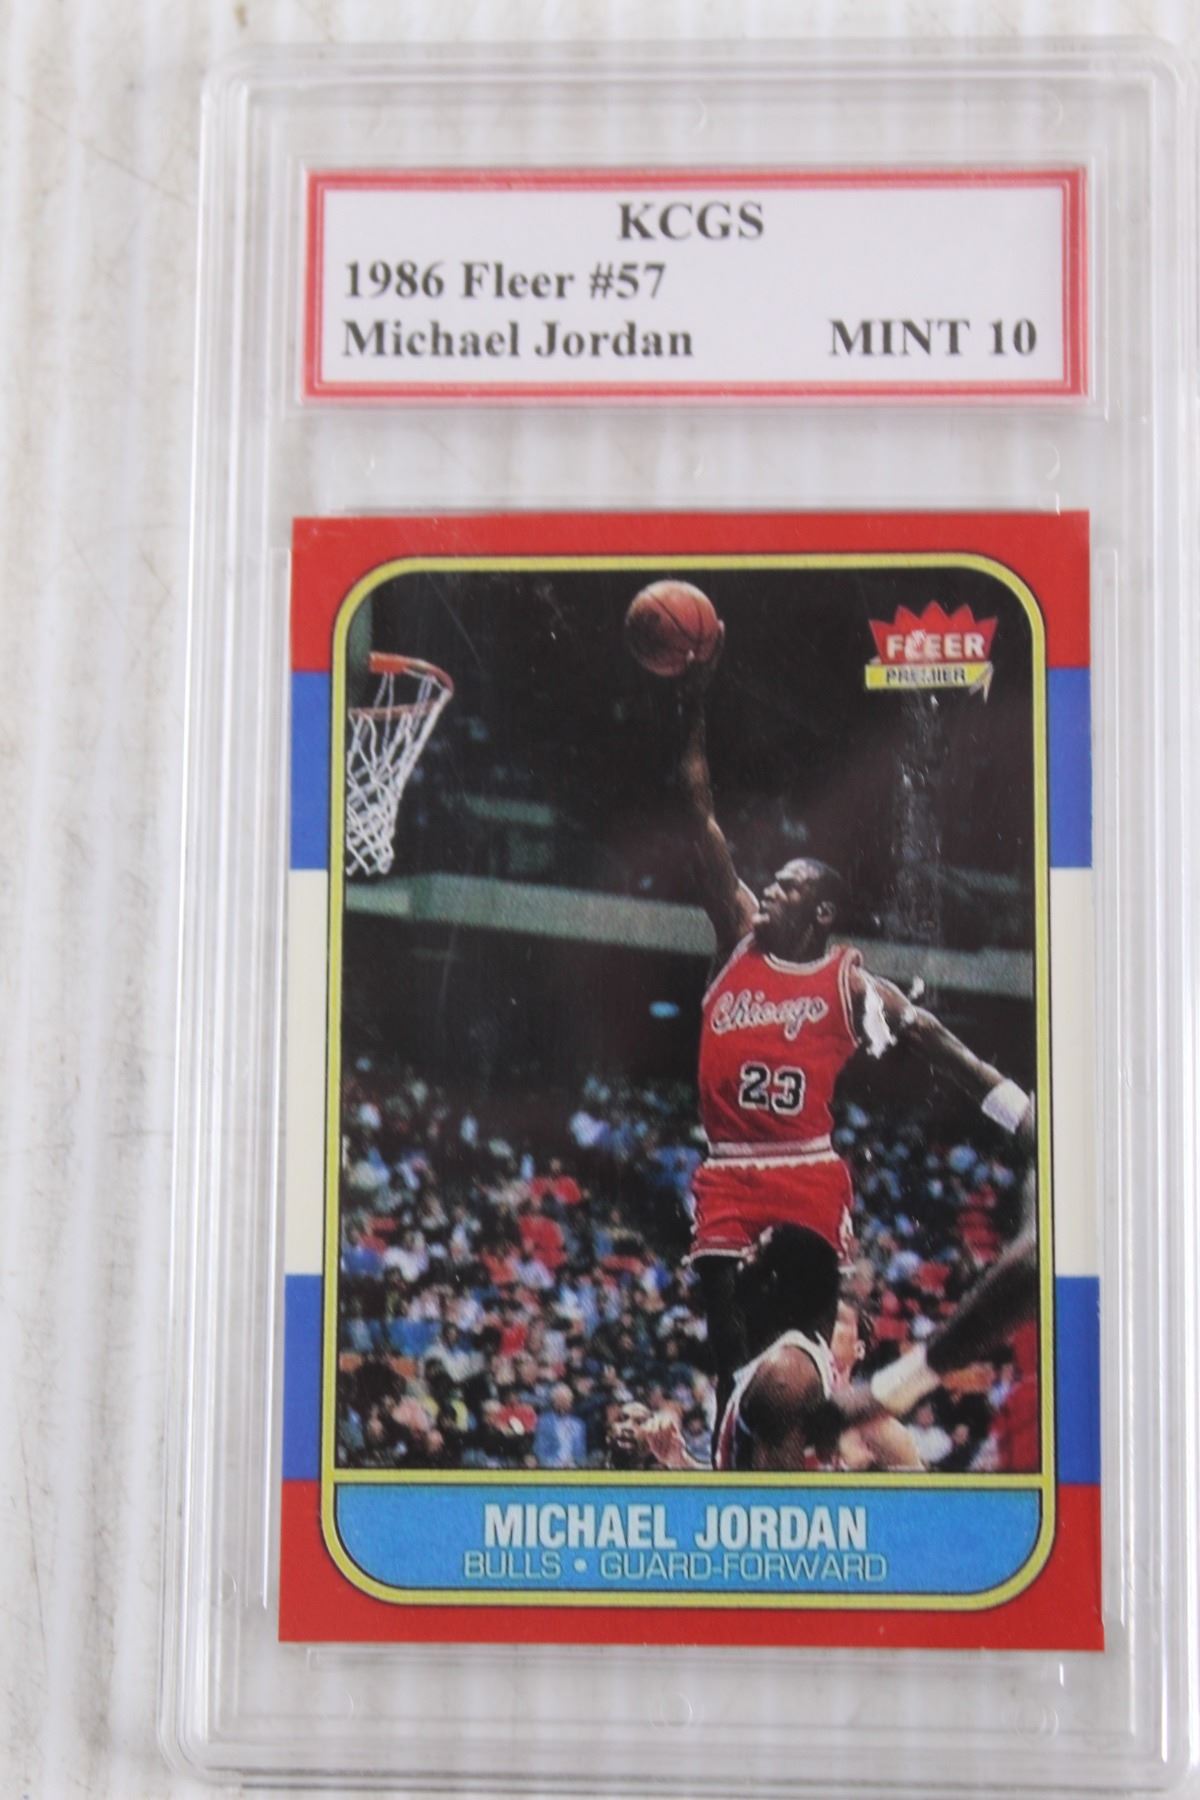 KCGS
1986 Fleer #57
Michael Jordan MINT 10
FLEER
PREMIER
Chicago
23
MICHAEL JORDAN
BULLS • GUARD-FORWARD